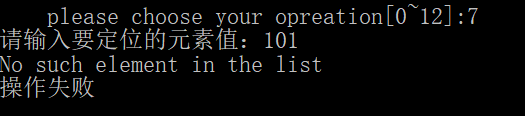 please choose your opreation[0~12]:7
请输入要定位的元素值：101
No such element in the list
操作失败